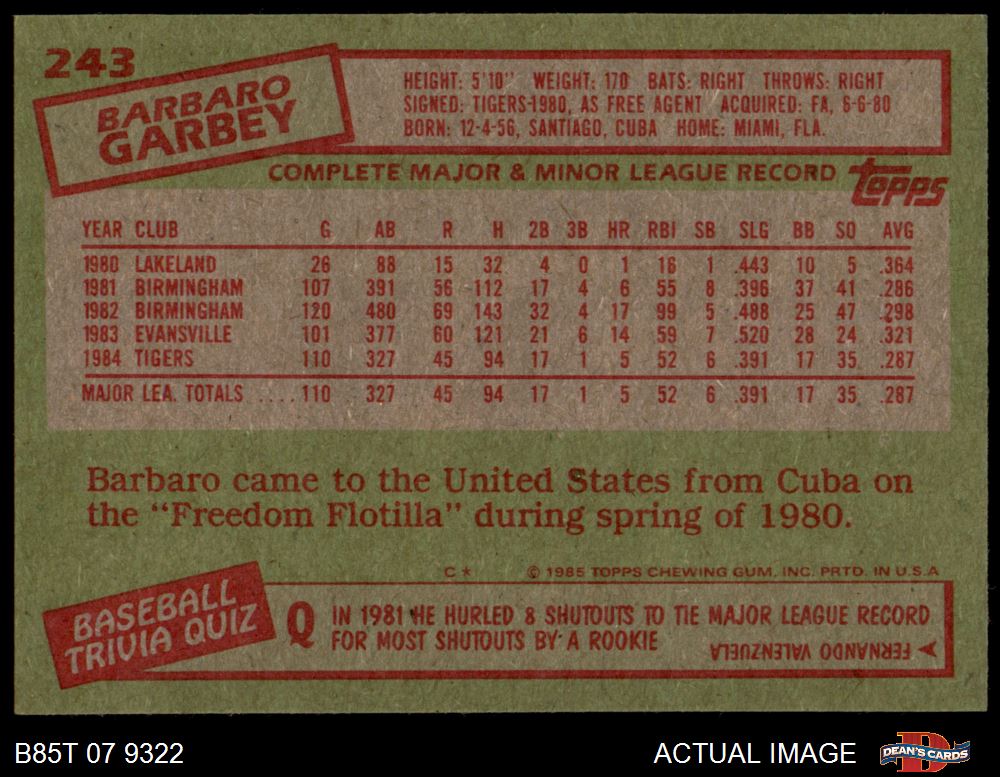 243
BARBARO
GARBEY
HEIGHT: 5'10" WEIGHT: 170 BATS: RIGHT THROWS: RIGHT
SIGNED: TIGERS-1980, AS FREE AGENT ACQUIRED: FA, 6-6-80
BORN: 12-4-56, SANTIAGO, CUBA HOME: MIAMI, FLA.
COMPLETE MAJOR & MINOR LEAGUE RECORD
topps
YEAR CLUB G AB R H 2B 3B HR RBI SB SLG BB SO AVG
1980 LAKELAND 26 88 15 32 4 0 1 16 1 .443 10 5 .364
1981 BIRMINGHAM 107 391 56 112 17 4 6 55 8 .396 37 41 .286
1982 BIRMINGHAM 120 480 69 143 32 4 17 99 5 .488 25 47 .298
1983 EVANSVILLE 101 377 60 121 21 6 14 59 7 .520 28 24 .321
1984 TIGERS 110 327 45 94 17 1 5 52 6 .391 17 35 .287
MAJOR LEA. TOTALS .... 110 327 45 94 17 1 5 52 6 .391 17 35 .287
Barbaro came to the United States from Cuba on
the "Freedom Flotilla" during spring of 1980.
C* © 1985 TOPPS CHEWING GUM, INC. PRTD. IN U.S.A
BASEBALL
TRIVIA QUIZ
Q IN 1981 HE HURLED 8 SHUTOUTS TO TIE MAJOR LEAGUE RECORD
FOR MOST SHUTOUTS BY A ROOKIE
FERNANDO VALENZUELA
B85T 07 9322
ACTUAL IMAGE
D
DEAN'S CARDS